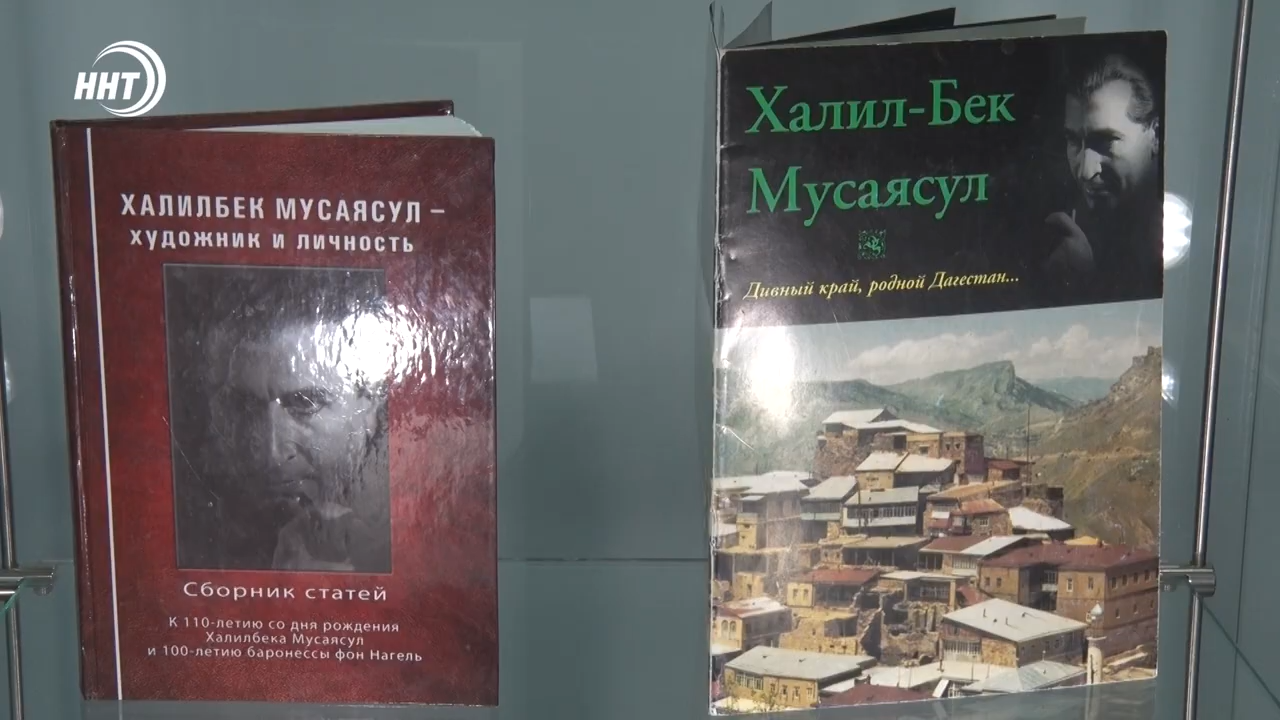 ННТ
ХАЛИЛБЕК МУСАЯСУЛ –
ХУДОЖНИК И ЛИЧНОСТЬ
Сборник статей
К 110-летию со дня рождения
Халилбека Мусаясул
и 100-летию баронессы фон Нагель
Халил-Бек
Мусаясул
Дивный край, родной Дагестан...